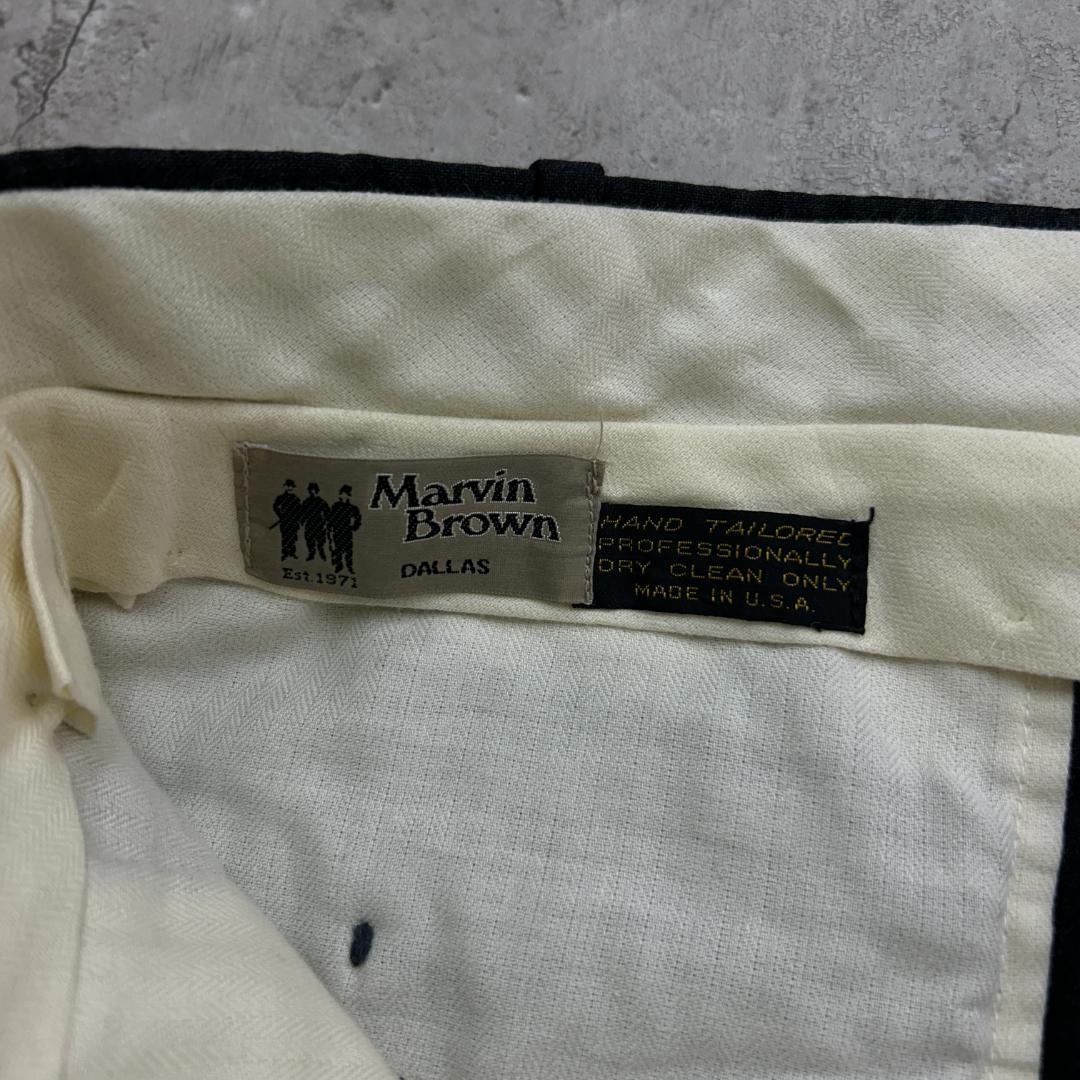 Marvin
Brown
DALLAS
Est.1971
HAND TAILORED
PROFESSIONALLY
DRY CLEAN ONLY
MADE IN U.S.A.